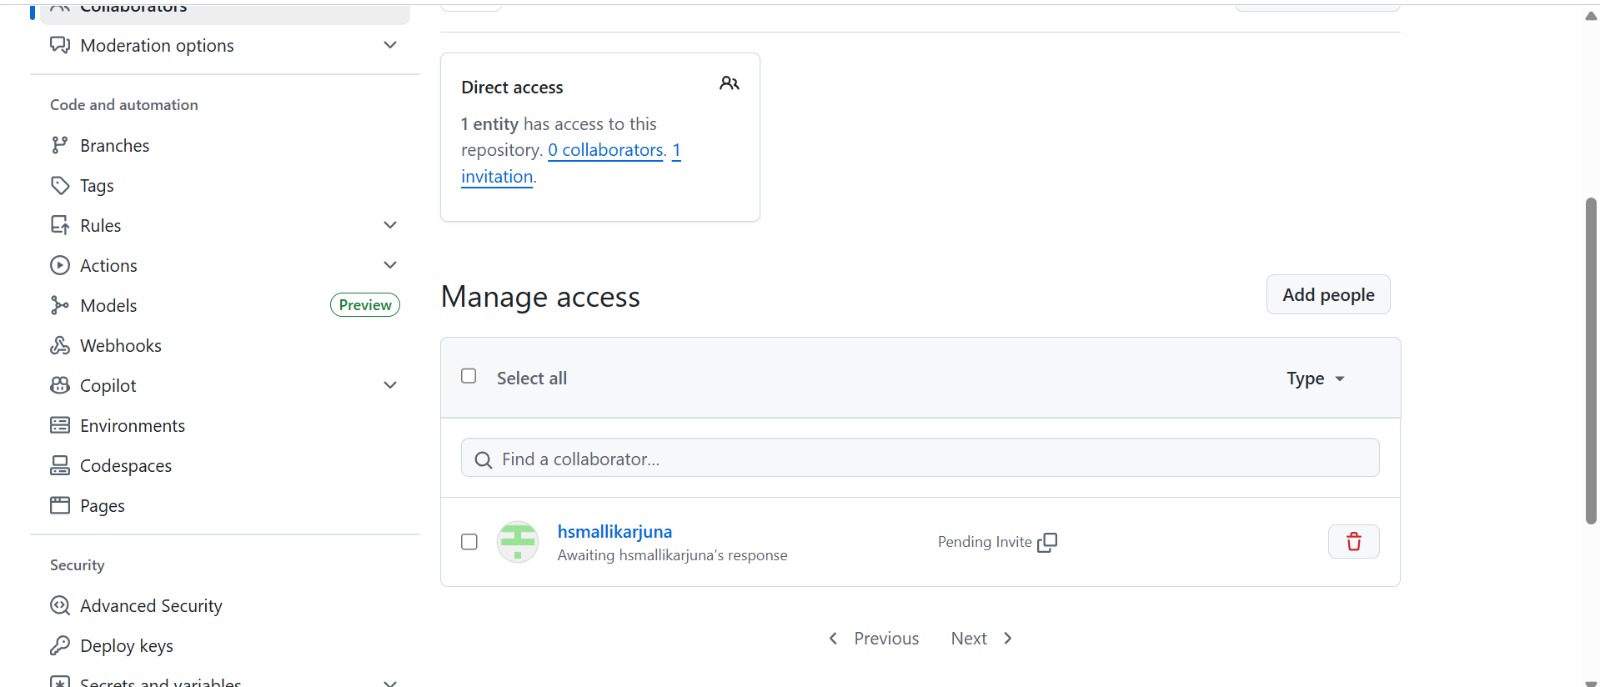 Collaborators
Moderation options
Code and automation
Branches
Tags
Rules
Actions
Models
Preview
Webhooks
Copilot
Environments
Codespaces
Pages
Security
Advanced Security
Deploy keys
Secrets and variables
Direct access
1 entity has access to this
repository. 0 collaborators. 1
invitation.
Manage access
Add people
Select all
Type
Find a collaborator...
hsmallikarjuna
Awaiting hsmallikarjuna's response
Pending Invite
Previous
Next